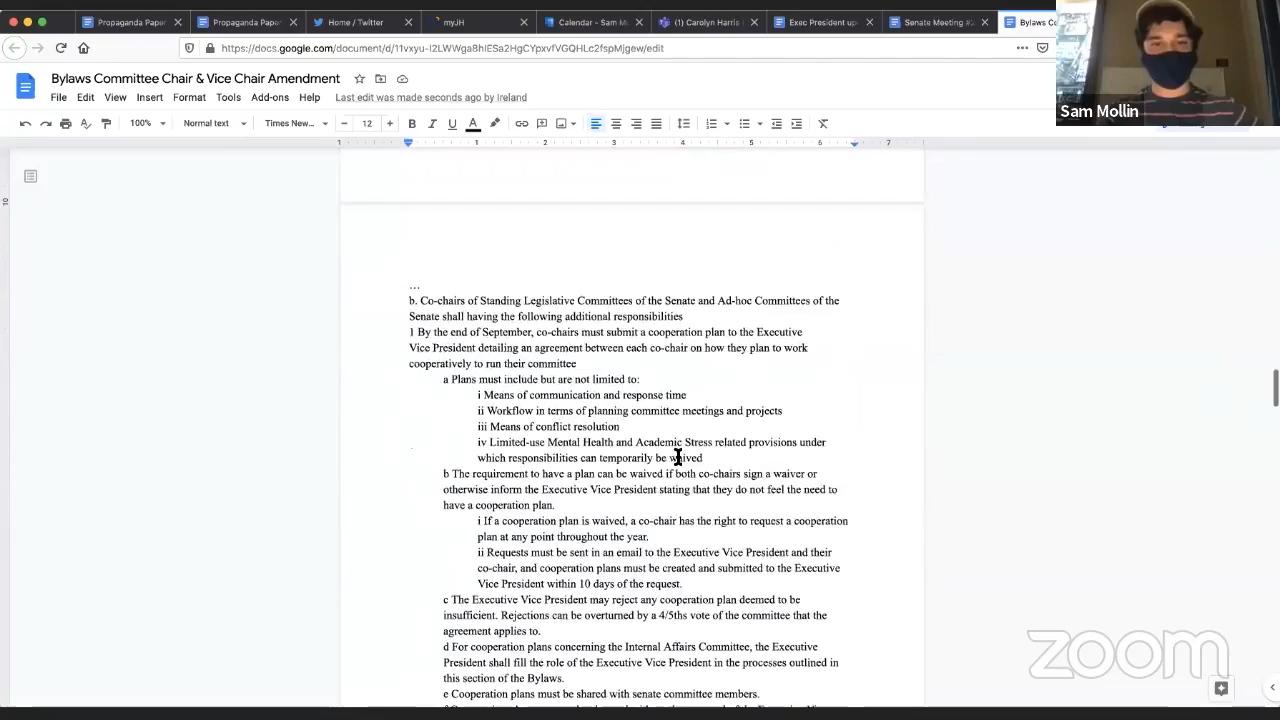 Propaganda Paper
Propaganda Paper
Home / Twitter
myJH
Calendar - Sam M
(1) Carolyn Harris
Exec President up
Senate Meeting #2
Bylaws C
https://docs.google.com/document/d/11vxyu-I2LWWga8hIESa2HgCYpxvfVGQHLc2fspMjgew/edit
Bylaws Committee Chair & Vice Chair Amendment
File Edit View Insert Format Tools Add-ons Help Last edit was made seconds ago by Ireland
100% Normal text Times New... 12
Sam Mollin
1 1 2 3 4 5 6 7
…
b. Co-chairs of Standing Legislative Committees of the Senate and Ad-hoc Committees of the
Senate shall having the following additional responsibilities
1 By the end of September, co-chairs must submit a cooperation plan to the Executive
Vice President detailing an agreement between each co-chair on how they plan to work
cooperatively to run their committee
a Plans must include but are not limited to:
i Means of communication and response time
ii Workflow in terms of planning committee meetings and projects
iii Means of conflict resolution
iv Limited-use Mental Health and Academic Stress related provisions under
which responsibilities can temporarily be waived
b The requirement to have a plan can be waived if both co-chairs sign a waiver or
otherwise inform the Executive Vice President stating that they do not feel the need to
have a cooperation plan.
i If a cooperation plan is waived, a co-chair has the right to request a cooperation
plan at any point throughout the year.
ii Requests must be sent in an email to the Executive Vice President and their
co-chair, and cooperation plans must be created and submitted to the Executive
Vice President within 10 days of the request.
c The Executive Vice President may reject any cooperation plan deemed to be
insufficient. Rejections can be overturned by a 4/5ths vote of the committee that the
agreement applies to.
d For cooperation plans concerning the Internal Affairs Committee, the Executive
President shall fill the role of the Executive Vice President in the processes outlined in
this section of the Bylaws.
e Cooperation plans must be shared with senate committee members.
zoom